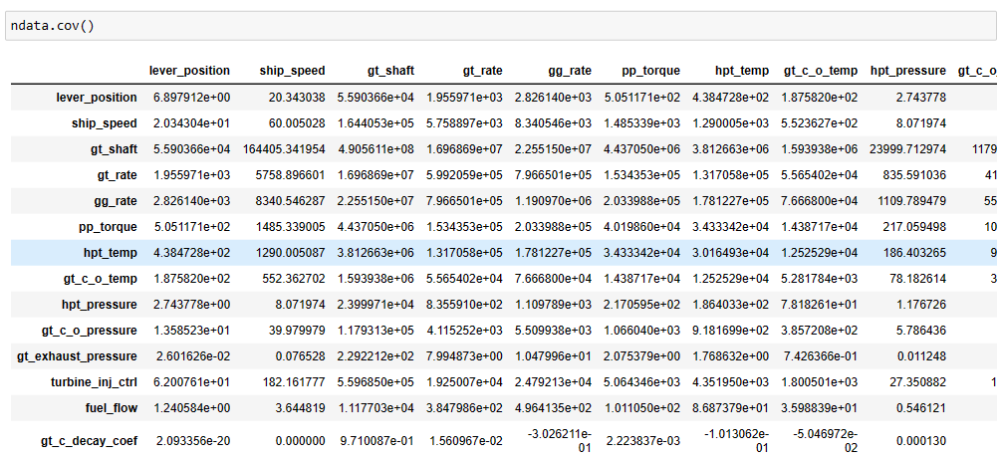 ndata.cov()
lever_position ship_speed gt_shaft gt_rate gg_rate pp_torque hpt_temp gt_c_o_temp hpt_pressure gt_c_o_
lever_position 6.897912e+00 20.343038 5.590366e+04 1.955971e+03 2.826140e+03 5.051171e+02 4.384728e+02 1.875820e+02 2.743778
ship_speed 2.034304e+01 60.005028 1.644053e+05 5.758897e+03 8.340546e+03 1.485339e+03 1.290005e+03 5.523627e+02 8.071974
gt_shaft 5.590366e+04 164405.341954 4.905611e+08 1.696869e+07 2.255150e+07 4.437050e+06 3.812663e+06 1.593938e+06 23999.712974 1179
gt_rate 1.955971e+03 5758.896601 1.696869e+07 5.992059e+05 7.966501e+05 1.534353e+05 1.317058e+05 5.565402e+04 835.591036 41
gg_rate 2.826140e+03 8340.546287 2.255150e+07 7.966501e+05 1.190970e+06 2.033988e+05 1.781227e+05 7.666800e+04 1109.789479 55
pp_torque 5.051171e+02 1485.339005 4.437050e+06 1.534353e+05 2.033988e+05 4.019860e+04 3.433342e+04 1.438717e+04 217.059498 10
hpt_temp 4.384728e+02 1290.005087 3.812663e+06 1.317058e+05 1.781227e+05 3.433342e+04 3.016493e+04 1.252529e+04 186.403265 9
gt_c_o_temp 1.875820e+02 552.362702 1.593938e+06 5.565402e+04 7.666800e+04 1.438717e+04 1.252529e+04 5.281784e+03 78.182614 3
hpt_pressure 2.743778e+00 8.071974 2.399971e+04 8.355910e+02 1.109789e+03 2.170595e+02 1.864033e+02 7.818261e+01 1.176726
gt_c_o_pressure 1.358523e+01 39.979979 1.179313e+05 4.115252e+03 5.509938e+03 1.066040e+03 9.181699e+02 3.857208e+02 5.786436
gt_exhaust_pressure 2.601626e-02 0.076528 2.292212e+02 7.994873e+00 1.047996e+01 2.075379e+00 1.768632e+00 7.426366e-01 0.011248
turbine_inj_ctrl 6.200761e+01 182.161777 5.596850e+05 1.925007e+04 2.479213e+04 5.064346e+03 4.351950e+03 1.800501e+03 27.350882 1
fuel_flow 1.240584e+00 3.644819 1.117703e+04 3.847986e+02 4.964135e+02 1.011050e+02 8.687379e+01 3.598839e+01 0.546121
gt_c_decay_coef 2.093356e-20 0.000000 9.710087e-01 1.560967e-02 -3.026211e-01 2.223837e-03 -1.013062e-01 -5.046972e-02 0.000130